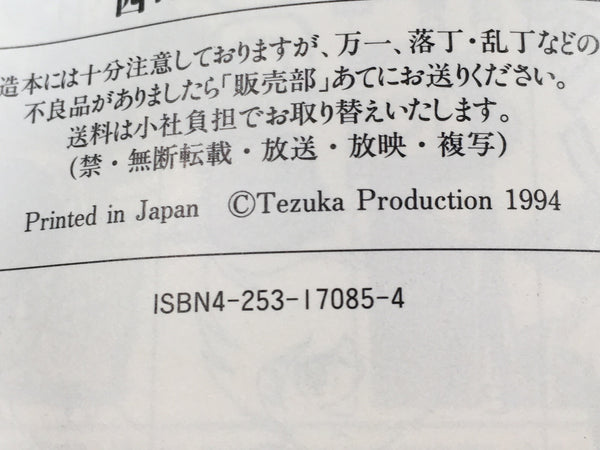 造本には十分注意しておりますが、万一、落丁・乱丁などの
不良品がありましたら「販売部」あてにお送りください。
送料は小社負担でお取り替えいたします。
(禁・無断転載・放送・放映・複写)
Printed in Japan ©Tezuka Production 1994
ISBN4-253-17085-4